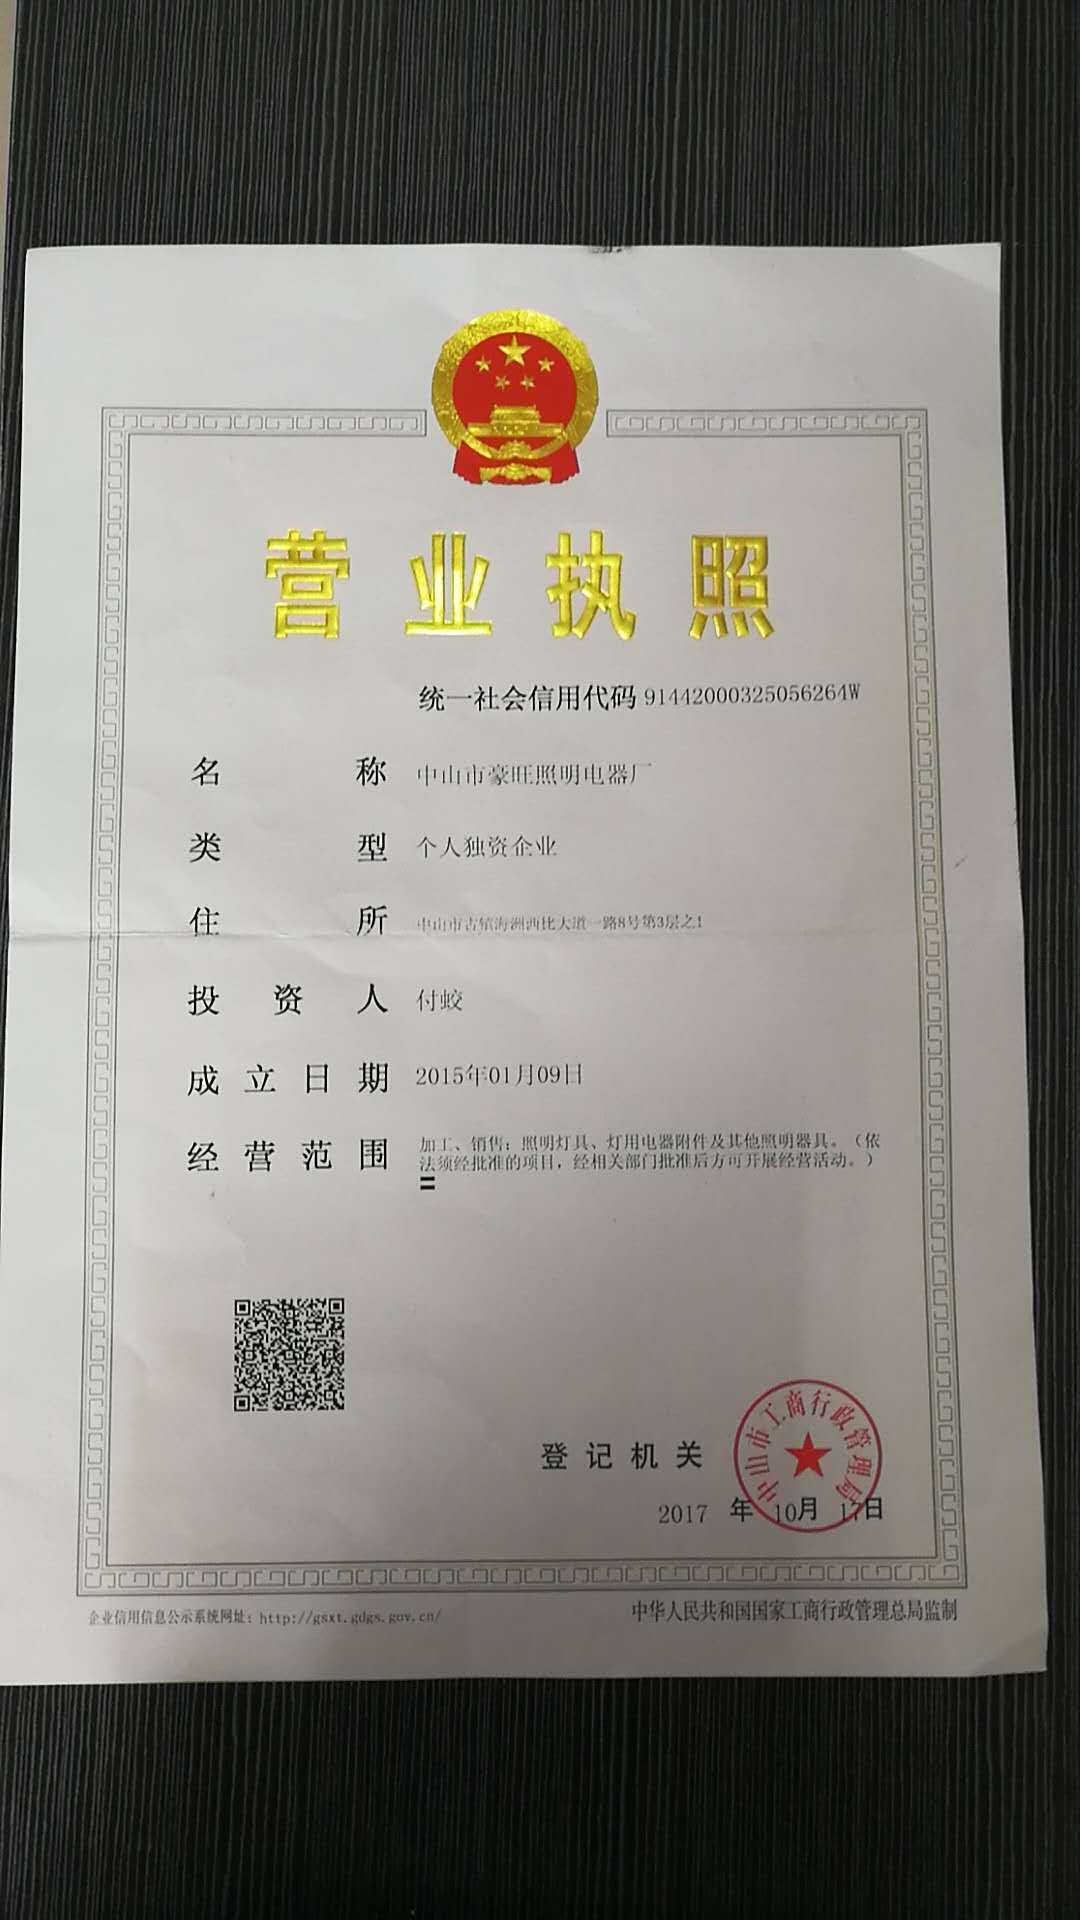 营业执照
统一社会信用代码 91442000325056264W
名称 中山市豪旺照明电器厂
类型 个人独资企业
住所 中山市古镇海洲西比大道一路8号第3层之1
投资人 付蛟
成立日期 2015年01月09日
经营范围 加工、销售：照明灯具、灯用电器附件及其他照明器具。（依
法须经批准的项目，经相关部门批准后方可开展经营活动。）
〓
登记机关
中山市工商行政管理局
2017 年 10月 17日
企业信用信息公示系统网址：http://gsxt.gdgs.gov.cn/
中华人民共和国国家工商行政管理总局监制